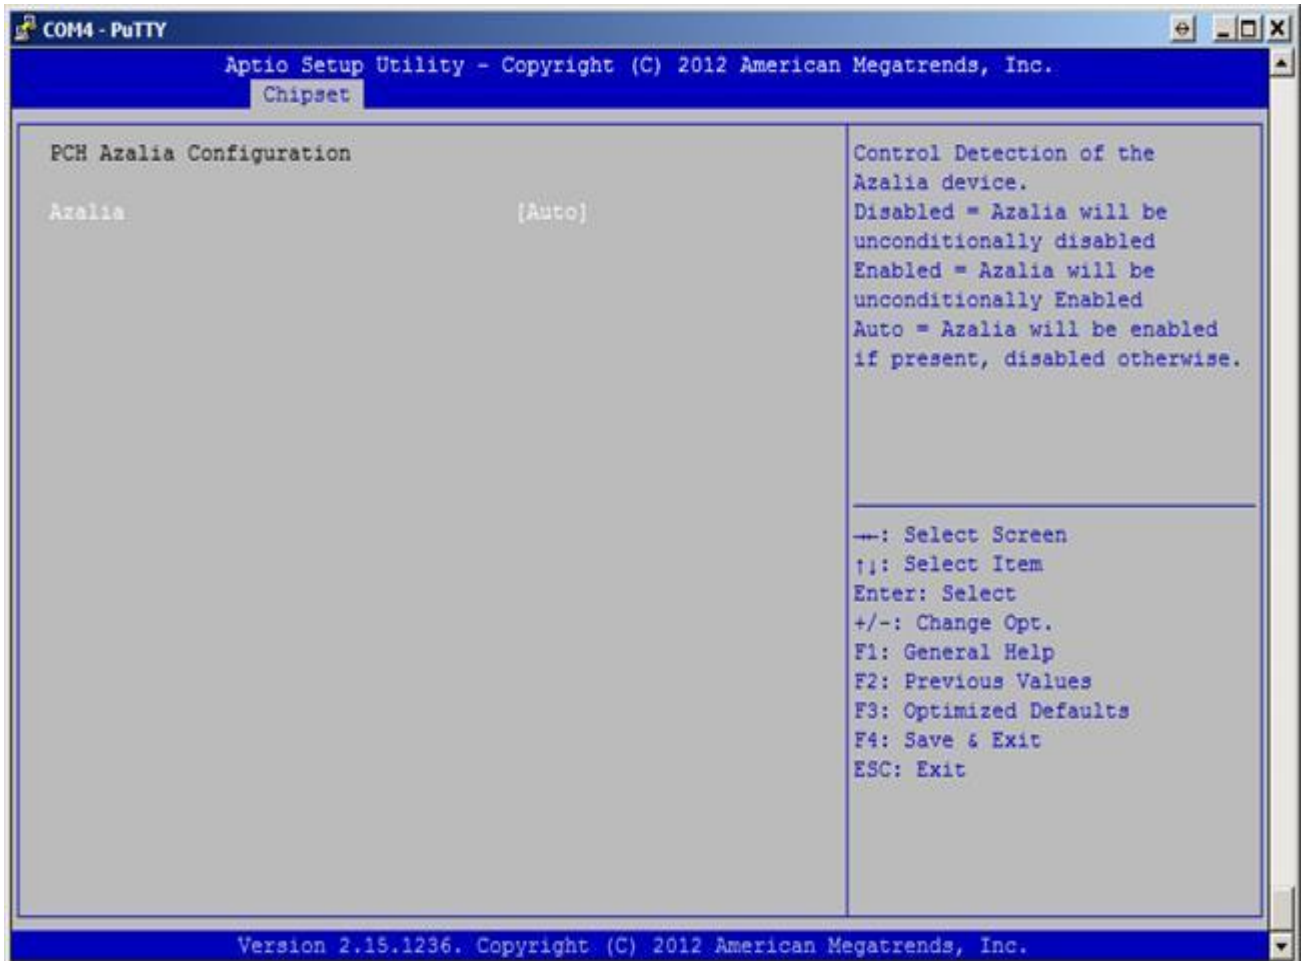 COM4 - PuTTY
Aptio Setup Utility - Copyright (C) 2012 American Megatrends, Inc.
Chipset
PCH Azalia Configuration
Azalia [Auto]
Control Detection of the
Azalia device.
Disabled = Azalia will be
unconditionally disabled
Enabled = Azalia will be
unconditionally Enabled
Auto = Azalia will be enabled
if present, disabled otherwise.
→←: Select Screen
↑↓: Select Item
Enter: Select
+/-: Change Opt.
F1: General Help
F2: Previous Values
F3: Optimized Defaults
F4: Save & Exit
ESC: Exit
Version 2.15.1236. Copyright (C) 2012 American Megatrends, Inc.